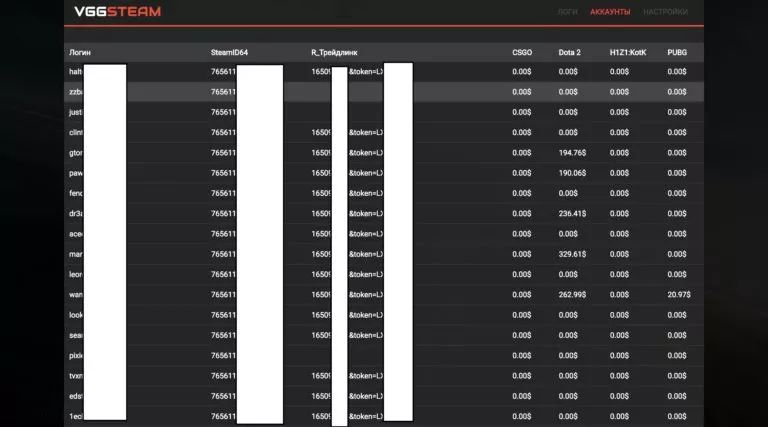 VGGSTEAM ЛОГИ АККАУНТЫ НАСТРОЙКИ
Логин SteamID64 R_Трейдлинк CSGO Dota 2 H1Z1:KotK PUBG
halt 765611 1650 &token=L 0.00$ 0.00$ 0.00$ 0.00$
zzb 765611 0.00$ 0.00$ 0.00$ 0.00$
just 765611 0.00$ 0.00$ 0.00$ 0.00$
clin 765611 1650 &token=L 0.00$ 0.00$ 0.00$ 0.00$
gtor 765611 1650 &token=L 0.00$ 194.76$ 0.00$ 0.00$
paw 765611 1650 &token=L 0.00$ 190.06$ 0.00$ 0.00$
fend 765611 1650 &token=L 0.00$ 0.00$ 0.00$ 0.00$
dr3 765611 1650 &token=L 0.00$ 236.41$ 0.00$ 0.00$
ace 765611 1650 &token=L 0.00$ 0.00$ 0.00$ 0.00$
mar 765611 1650 &token=L 0.00$ 329.61$ 0.00$ 0.00$
leor 765611 1650 &token=L 0.00$ 0.00$ 0.00$ 0.00$
wan 765611 1650 &token=L 0.00$ 262.99$ 0.00$ 20.97$
look 765611 1650 &token=L 0.00$ 0.00$ 0.00$ 0.00$
sea 765611 1650 &token=L 0.00$ 0.00$ 0.00$ 0.00$
pixi 765611 0.00$ 0.00$ 0.00$ 0.00$
tvxn 765611 1650 &token=L 0.00$ 0.00$ 0.00$ 0.00$
eds 765611 1650 &token=L 0.00$ 0.00$ 0.00$ 0.00$
1ec 765611 1650 &token=L 0.00$ 0.00$ 0.00$ 0.00$